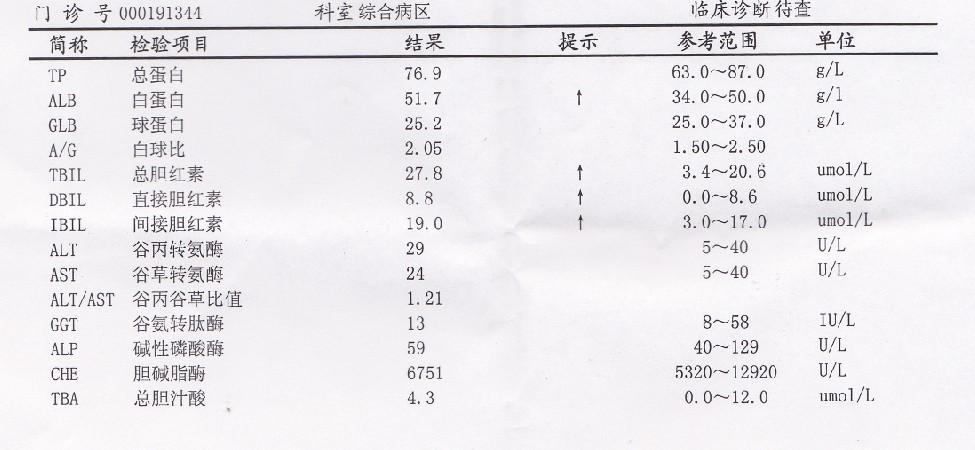 门 诊 号 000191344 科室 综合病区 临床诊断 待查
简称 检验项目 结果 提示 参考范围 单位
TP 总蛋白 76.9 63.0～87.0 g/L
ALB 白蛋白 51.7 ↑ 34.0～50.0 g/l
GLB 球蛋白 25.2 25.0～37.0 g/L
A/G 白球比 2.05 1.50～2.50
TBIL 总胆红素 27.8 ↑ 3.4～20.6 umol/L
DBIL 直接胆红素 8.8 ↑ 0.0～8.6 umol/L
IBIL 间接胆红素 19.0 ↑ 3.0～17.0 umol/L
ALT 谷丙转氨酶 29 5～40 U/L
AST 谷草转氨酶 24 5～40 U/L
ALT/AST 谷丙谷草比值 1.21
GGT 谷氨转肽酶 13 8～58 IU/L
ALP 碱性磷酸酶 59 40～129 U/L
CHE 胆碱脂酶 6751 5320～12920 U/L
TBA 总胆汁酸 4.3 0.0～12.0 umol/L